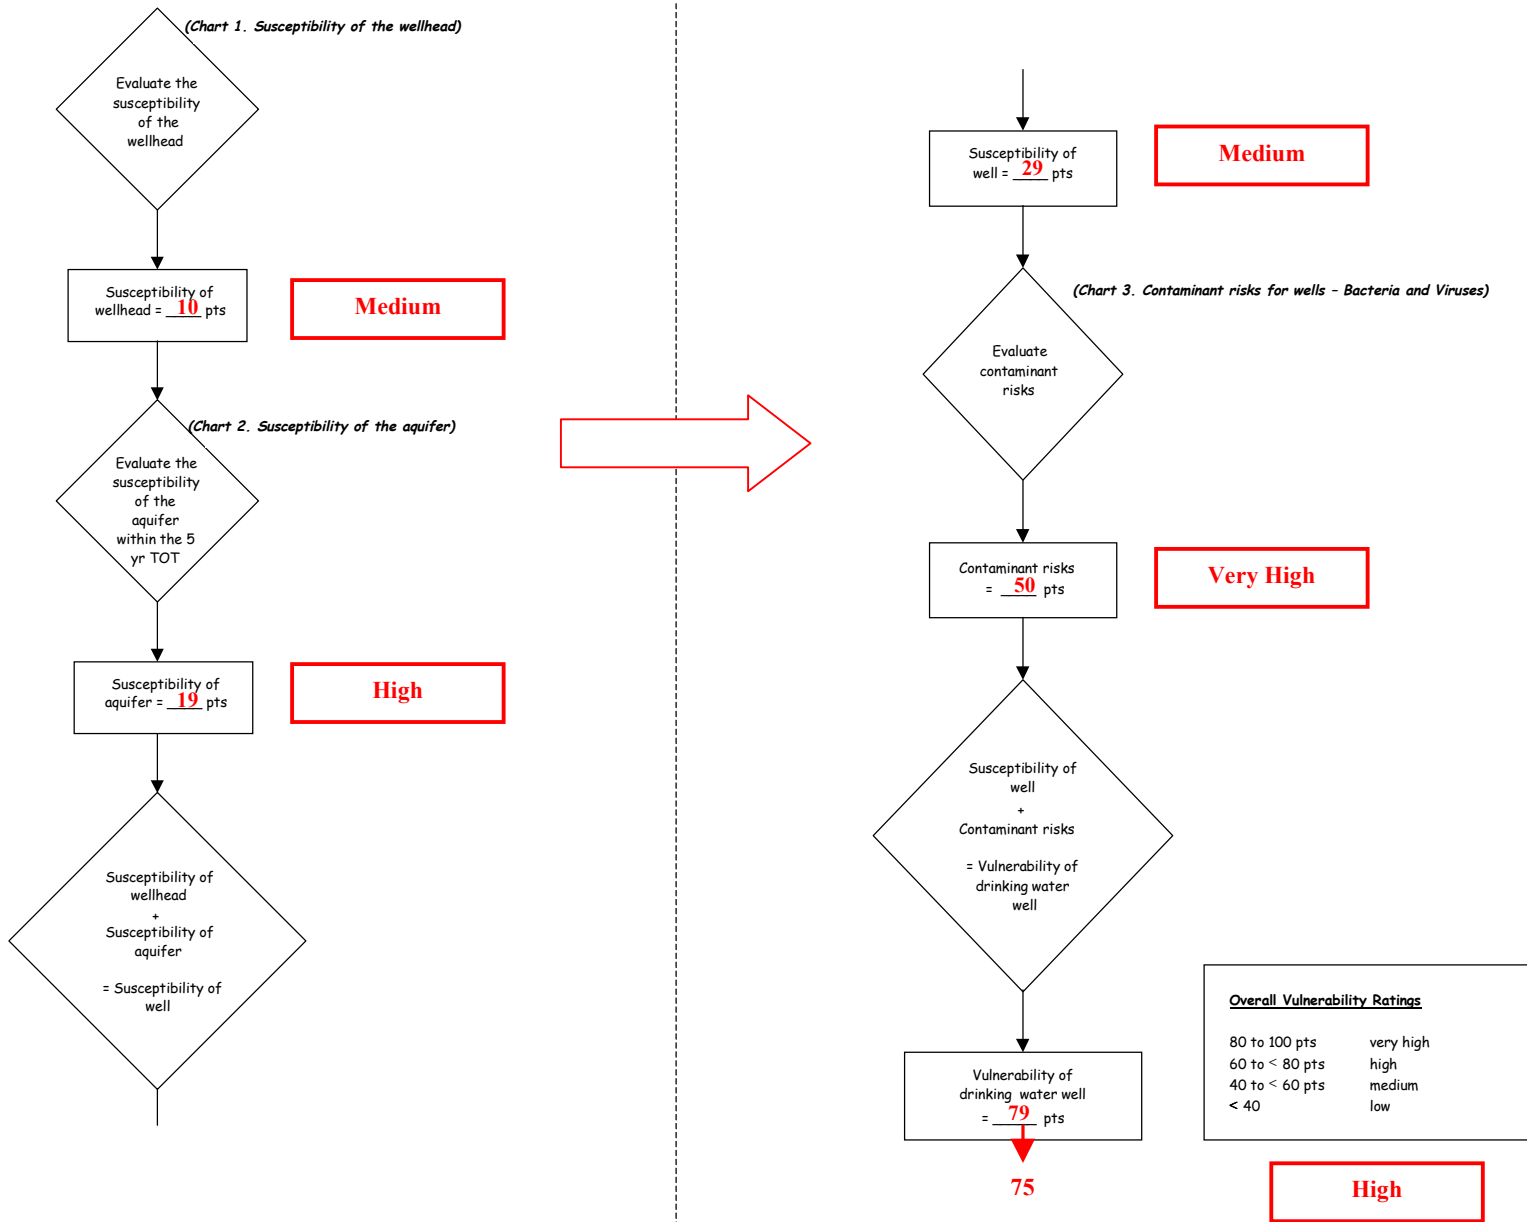 (Chart 1. Susceptibility of the wellhead)
Evaluate the
susceptibility
of the
wellhead
Susceptibility of
wellhead = 10 pts
Medium
(Chart 2. Susceptibility of the aquifer)
Evaluate the
susceptibility
of the
aquifer
within the 5
yr TOT
Susceptibility of
aquifer = 19 pts
High
Susceptibility of
wellhead
+
Susceptibility of
aquifer
= Susceptibility of
well
Susceptibility of
well = 29 pts
Medium
(Chart 3. Contaminant risks for wells – Bacteria and Viruses)
Evaluate
contaminant
risks
Contaminant risks
= 50 pts
Very High
Susceptibility of
well
+
Contaminant risks
= Vulnerability of
drinking water
well
Vulnerability of
drinking water well
= 79 pts
75
Overall Vulnerability Ratings
80 to 100 pts very high
60 to < 80 pts high
40 to < 60 pts medium
< 40 low
High